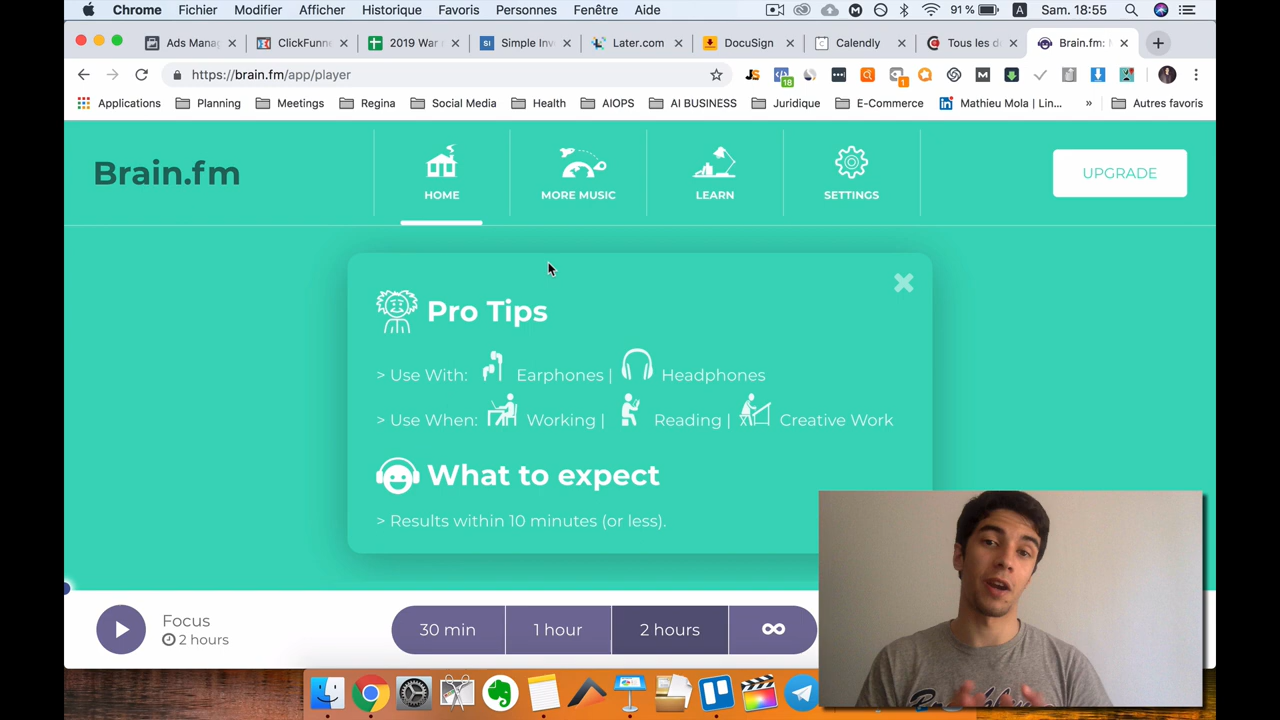 Chrome Fichier Modifier Afficher Historique Favoris Personnes Fenêtre Aide 91 % A Sam. 18:55
Ads Mana ClickFunne 2019 War Simple Inv Later.com DocuSign Calendly Tous les d Brain.fm:
https://brain.fm/app/player
18 1
Applications Planning Meetings Regina Social Media Health AIOPS AI BUSINESS Juridique E-Commerce Mathieu Mola | Lin... » Autres favoris
Brain.fm
HOME
MORE MUSIC
LEARN
SETTINGS
UPGRADE
Pro Tips
> Use With: Earphones | Headphones
> Use When: Working | Reading | Creative Work
What to expect
> Results within 10 minutes (or less).
Focus
2 hours
30 min 1 hour 2 hours ∞